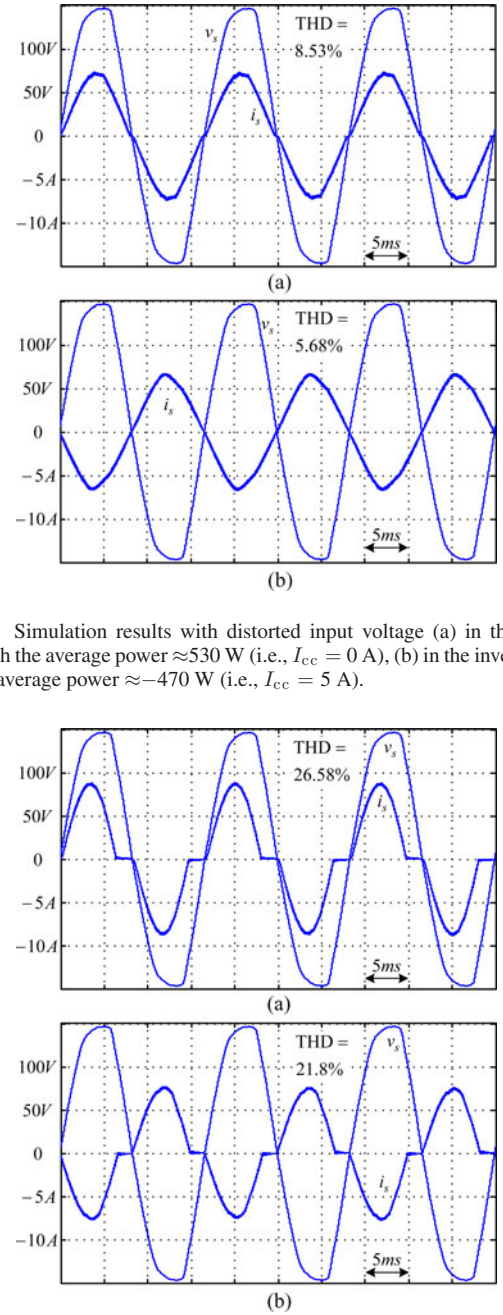 THD =
8.53%
v_s
i_s
100V
50V
0
-5A
-10A
5ms
(a)
THD =
5.68%
v_s
i_s
100V
50V
0
-5A
-10A
5ms
(b)
Simulation results with distorted input voltage (a) in th
h the average power ≈530 W (i.e., I_cc = 0 A), (b) in the inve
average power ≈−470 W (i.e., I_cc = 5 A).
THD =
26.58%
v_s
i_s
100V
50V
0
-5A
-10A
5ms
(a)
THD =
21.8%
v_s
i_s
100V
50V
0
-5A
-10A
5ms
(b)